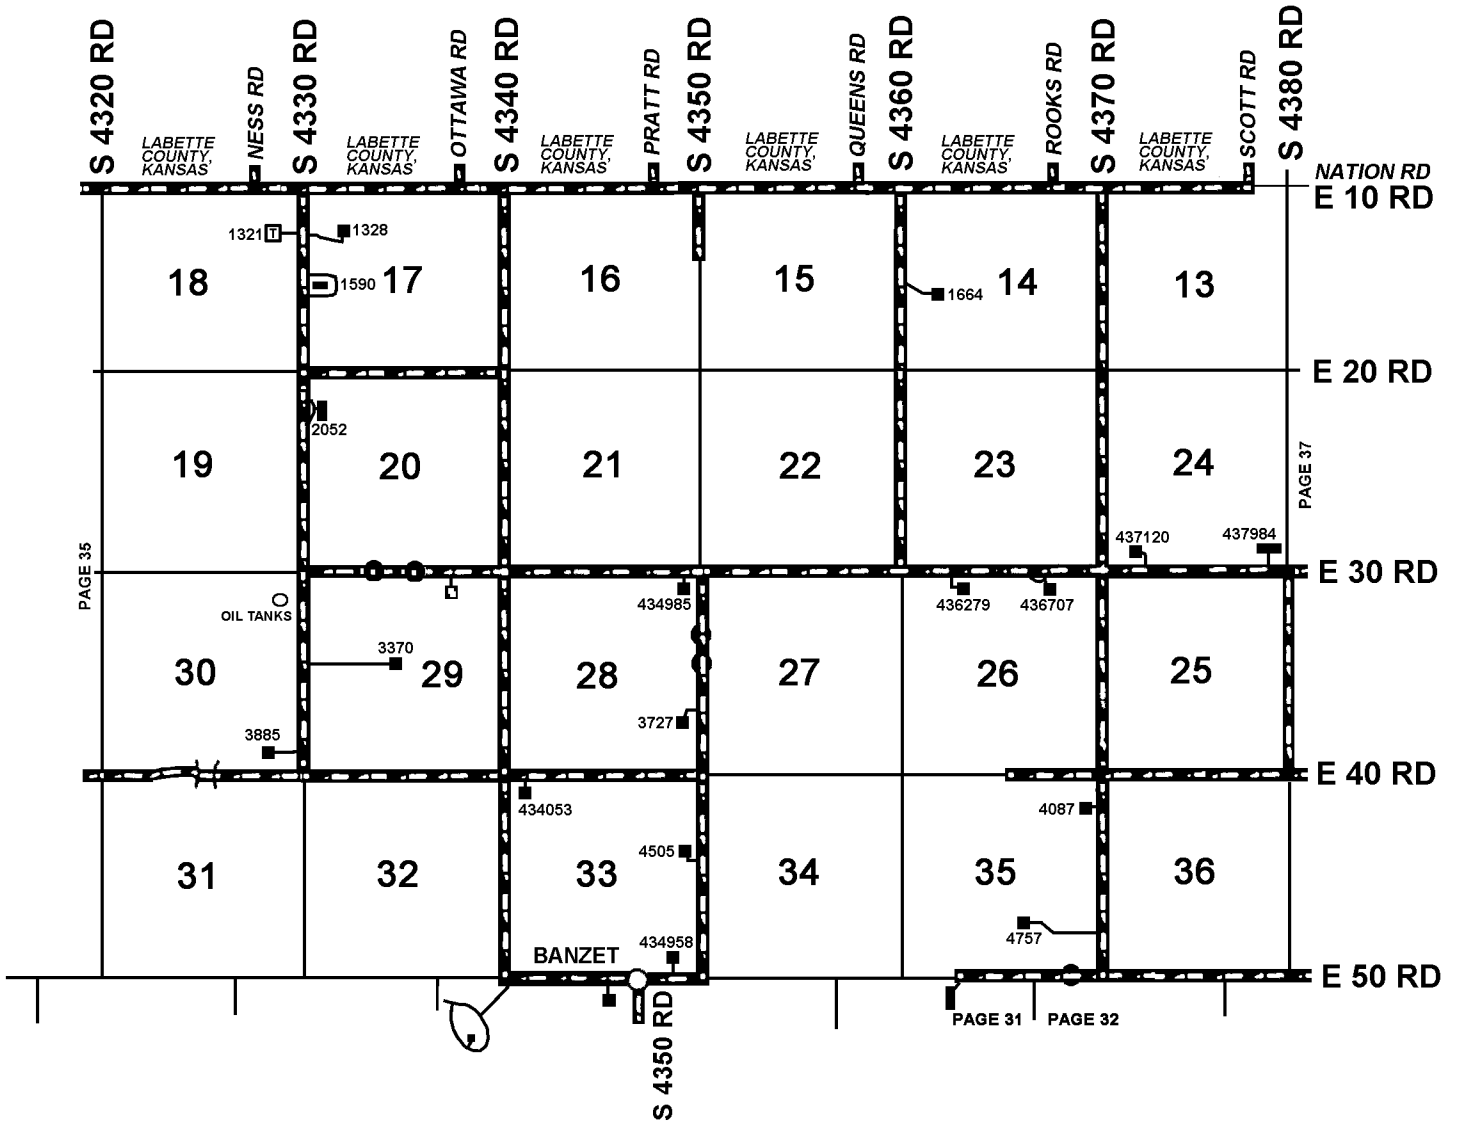 S 4320 RD
NESS RD
S 4330 RD
OTTAWA RD
S 4340 RD
PRATT RD
S 4350 RD
QUEENS RD
S 4360 RD
ROOKS RD
S 4370 RD
SCOTT RD
S 4380 RD
LABETTE
COUNTY,
KANSAS
LABETTE
COUNTY,
KANSAS
LABETTE
COUNTY,
KANSAS
LABETTE
COUNTY,
KANSAS
LABETTE
COUNTY,
KANSAS
LABETTE
COUNTY,
KANSAS
NATION RD
E 10 RD
1321 T
1328
18
1590 17
16
15
1664 14
13
E 20 RD
2052
19
20
21
22
23
24
PAGE 37
437120
437984
PAGE 35
E 30 RD
OIL TANKS
434985
436279
436707
3370
30
29
28
27
26
25
3727
3885
E 40 RD
434053
4087
4505
31
32
33
34
35
36
4757
434958
BANZET
E 50 RD
PAGE 31
PAGE 32
S 4350 RD